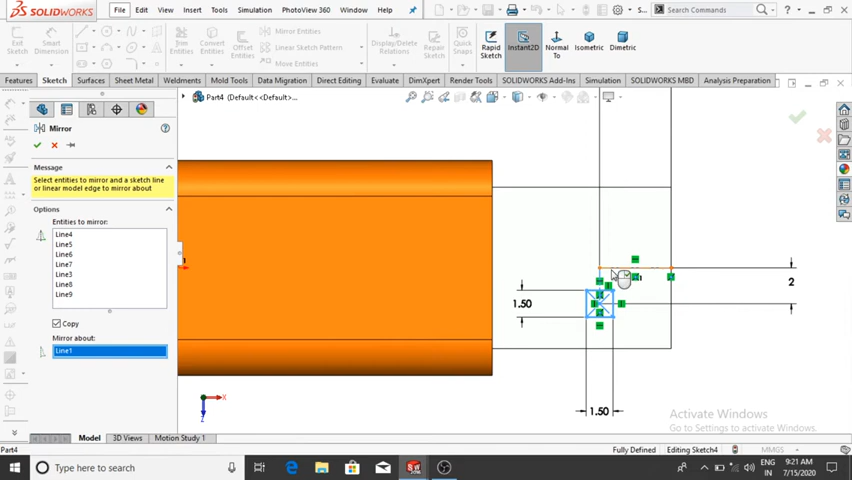 SOLIDWORKS File Edit View Insert Tools Simulation PhotoView 360 Window Help S... Search Commands
Exit Sketch
Smart Dimension
Trim Entities
Convert Entities
Offset Entities
Mirror Entities
Linear Sketch Pattern
Move Entities
Display/Delete Relations
Repair Sketch
Quick Snaps
Rapid Sketch
Instant2D
Normal To
Isometric
Dimetric
Features Sketch Surfaces Sheet Metal Weldments Mold Tools Data Migration Direct Editing Evaluate DimXpert Render Tools SOLIDWORKS Add-Ins Simulation SOLIDWORKS MBD Analysis Preparation
Part4 (Default<<Default>...
Mirror
Message
Select entities to mirror and a sketch line or linear model edge to mirror about
Options
Entities to mirror:
Line4
Line5
Line6
Line7
Line3
Line8
Line9
Copy
Mirror about:
Line1
1.50
2
1.50
X
Z
Activate Windows
Go to Settings to activate Windows.
Model 3D Views Motion Study 1
Part4 Fully Defined Editing Sketch4 MMGS
Type here to search
ENG
IN
9:21 AM
7/15/2020